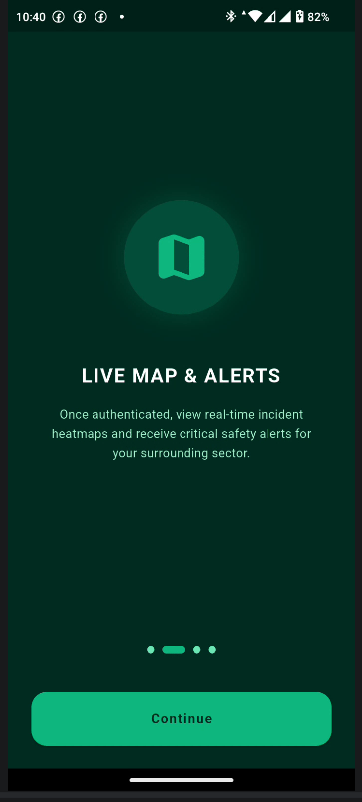 10:40
82%
LIVE MAP & ALERTS
Once authenticated, view real-time incident
heatmaps and receive critical safety alerts for
your surrounding sector.
Continue